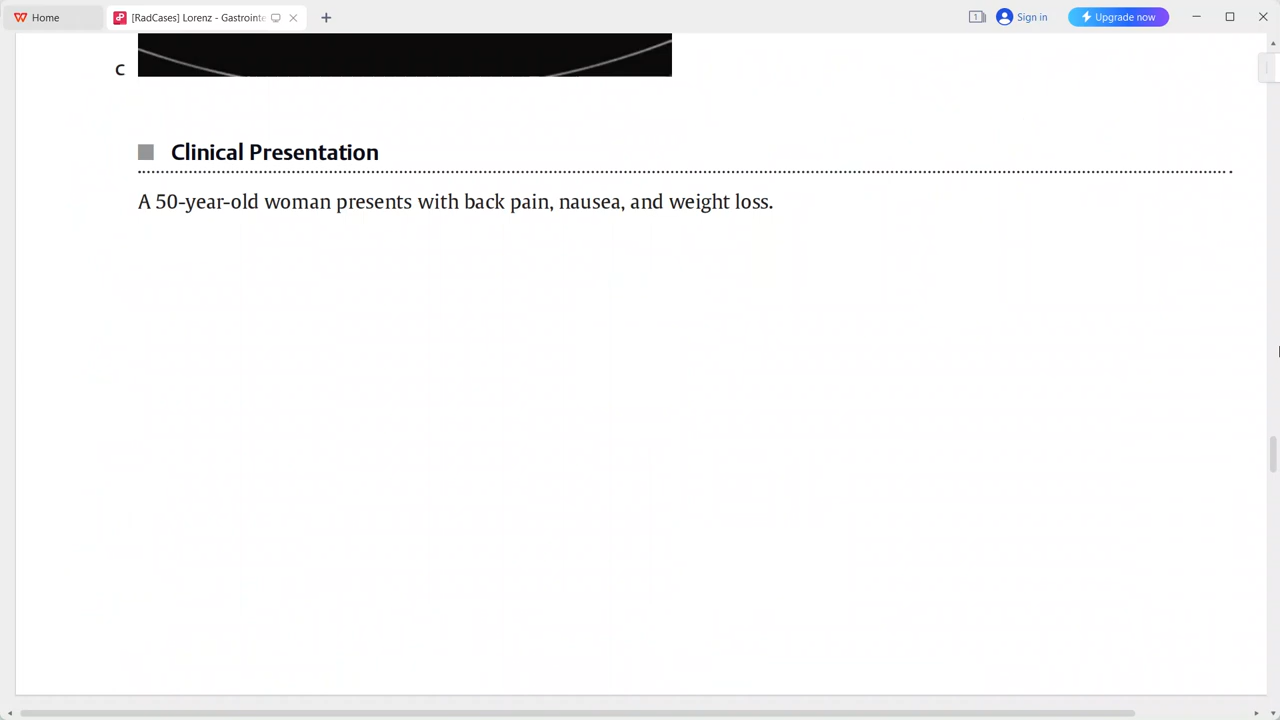 Home
[RadCases] Lorenz - Gastrointe
1
Sign in
Upgrade now
C
Clinical Presentation
A 50-year-old woman presents with back pain, nausea, and weight loss.